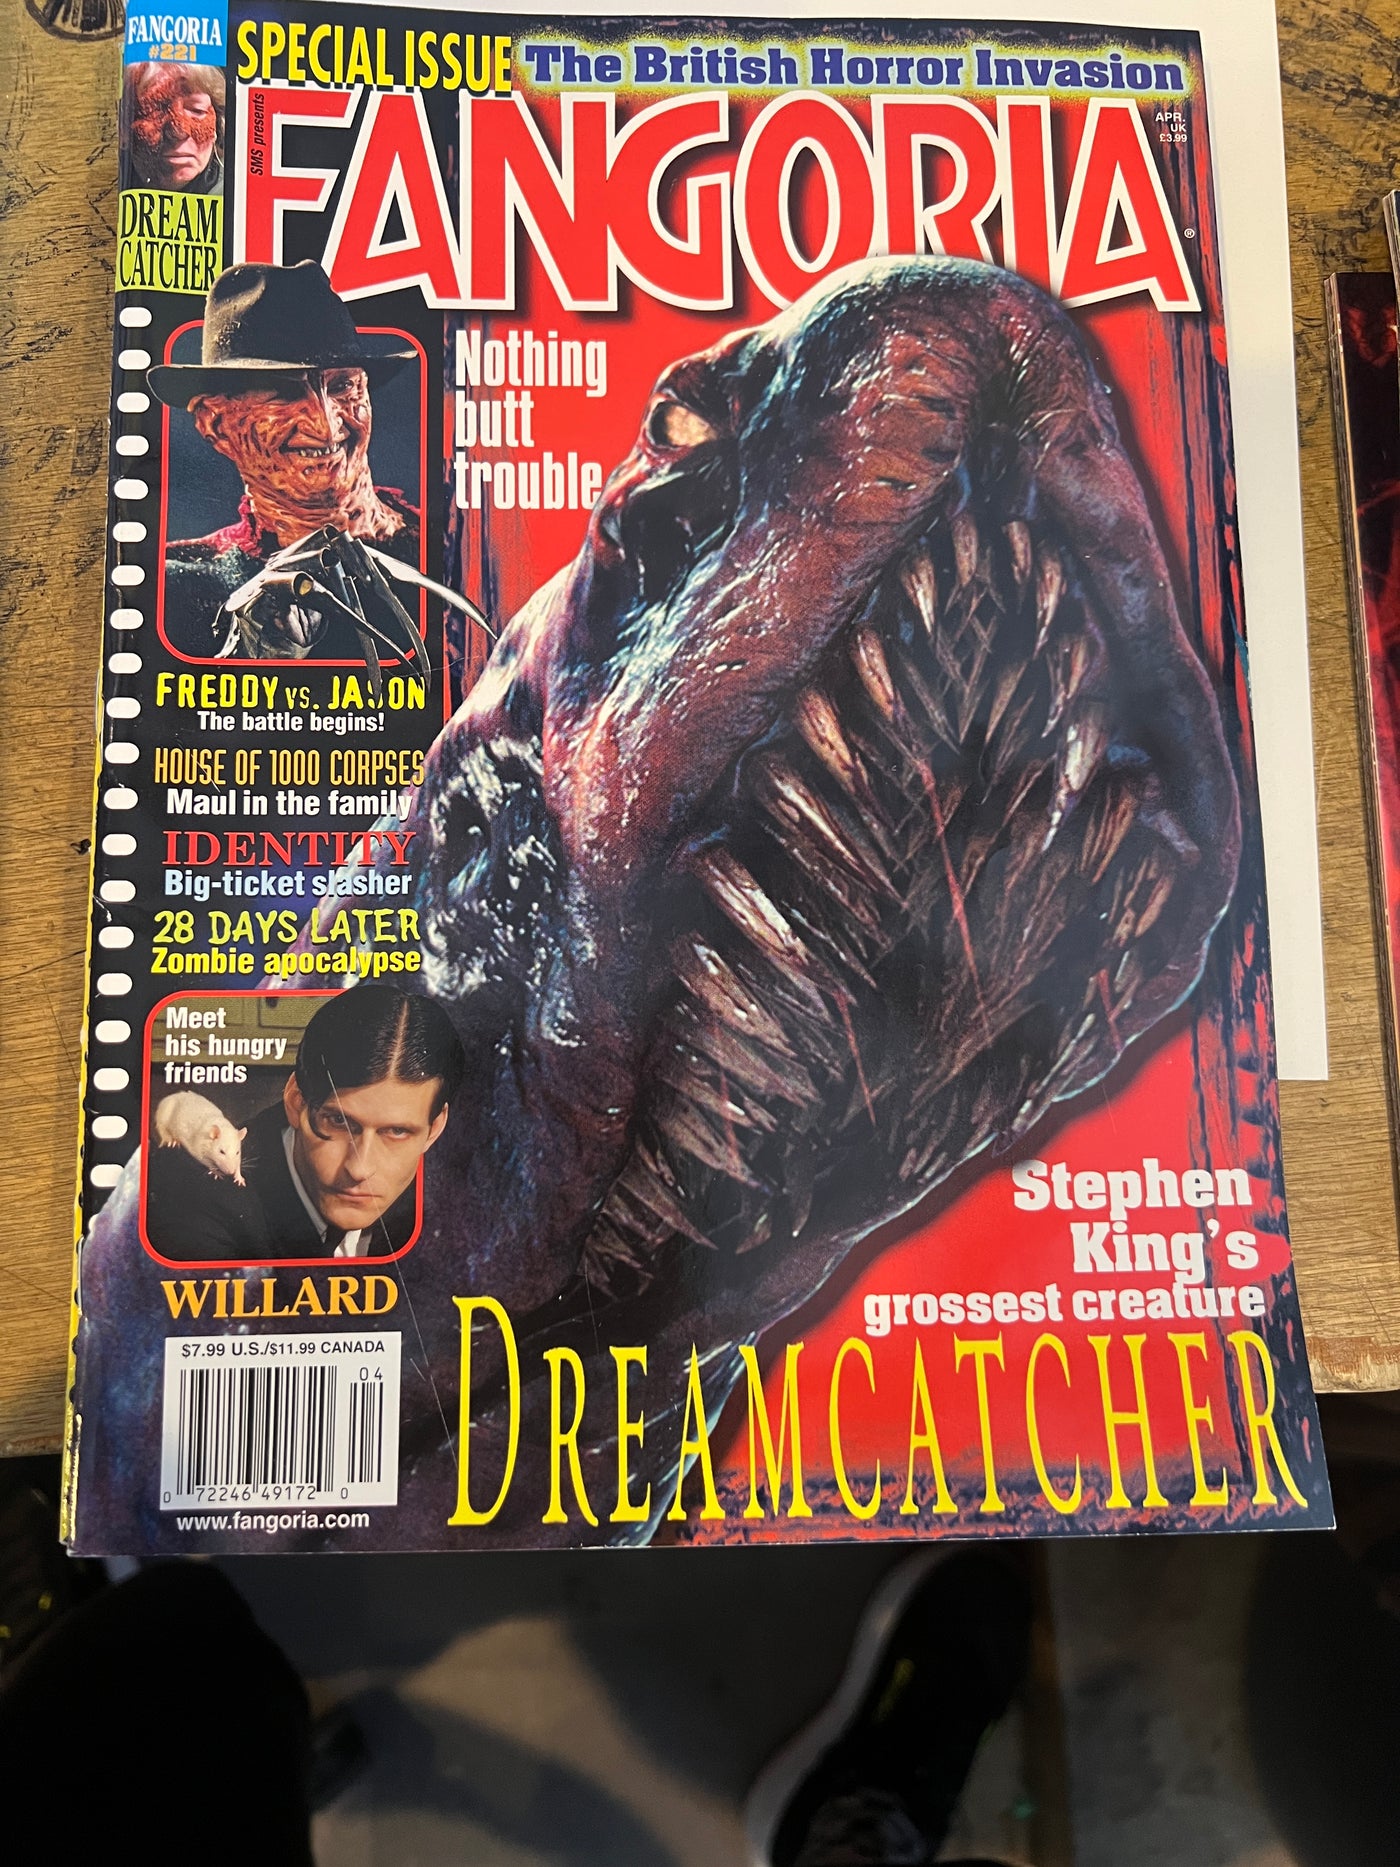 FANGORIA
#221
DREAM
CATCHER
SPECIAL ISSUE
The British Horror Invasion
SMS presents
FANGORIA®
APR.
UK
£3.99
Nothing
butt
trouble
FREDDY VS. JASON
The battle begins!
HOUSE OF 1000 CORPSES
Maul in the family
IDENTITY
Big-ticket slasher
28 DAYS LATER
Zombie apocalypse
Meet
his hungry
friends
WILLARD
Stephen
King's
grossest creature
DREAMCATCHER
$7.99 U.S./$11.99 CANADA
04
0 72246 49172 0
www.fangoria.com